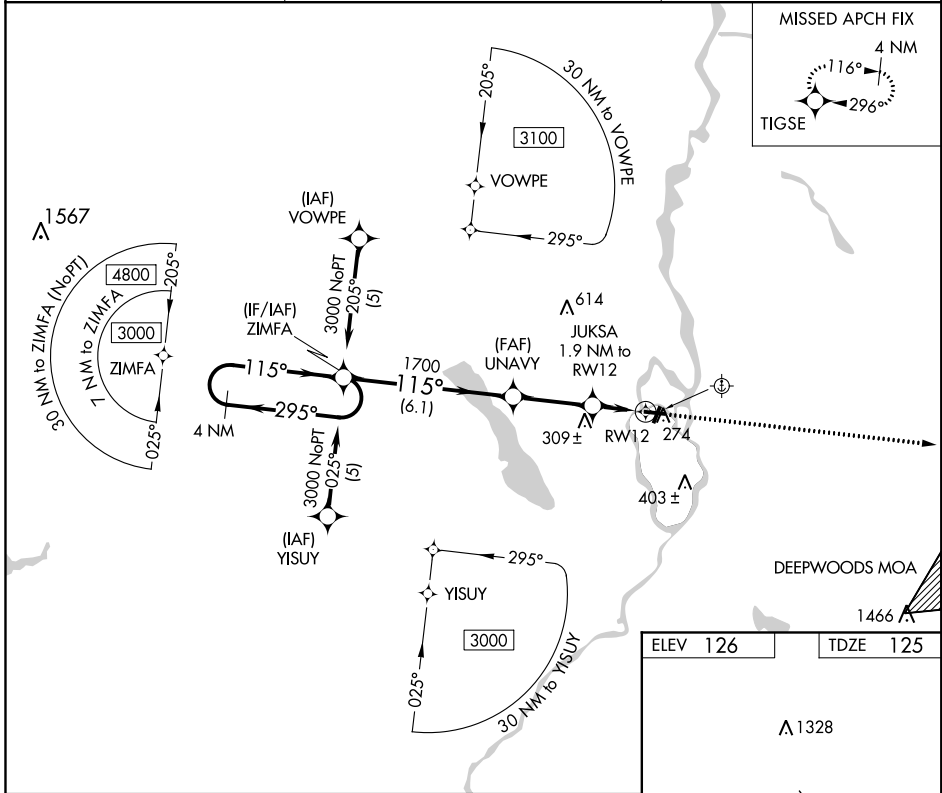 MISSED APCH FIX
4 NM
116°
296°
TIGSE
30 NM to VOWPE
205°
3100
VOWPE
295°
1567
(IAF)
VOWPE
3000 NoPT
205°
(5)
30 NM to ZIMFA (NoPT)
4800
205°
7 NM to ZIMFA
3000
ZIMFA
025°
(IF/IAF)
ZIMFA
115°
295°
4 NM
1700
115°
(6.1)
(FAF)
UNAVY
614
JUKSA
1.9 NM to
RW12
309 ±
RW12
274
403 ±
3000 NoPT
025°
(5)
(IAF)
YISUY
295°
YISUY
3000
025°
30 NM to YISUY
DEEPWOODS MOA
1466
ELEV 126
TDZE 125
1328